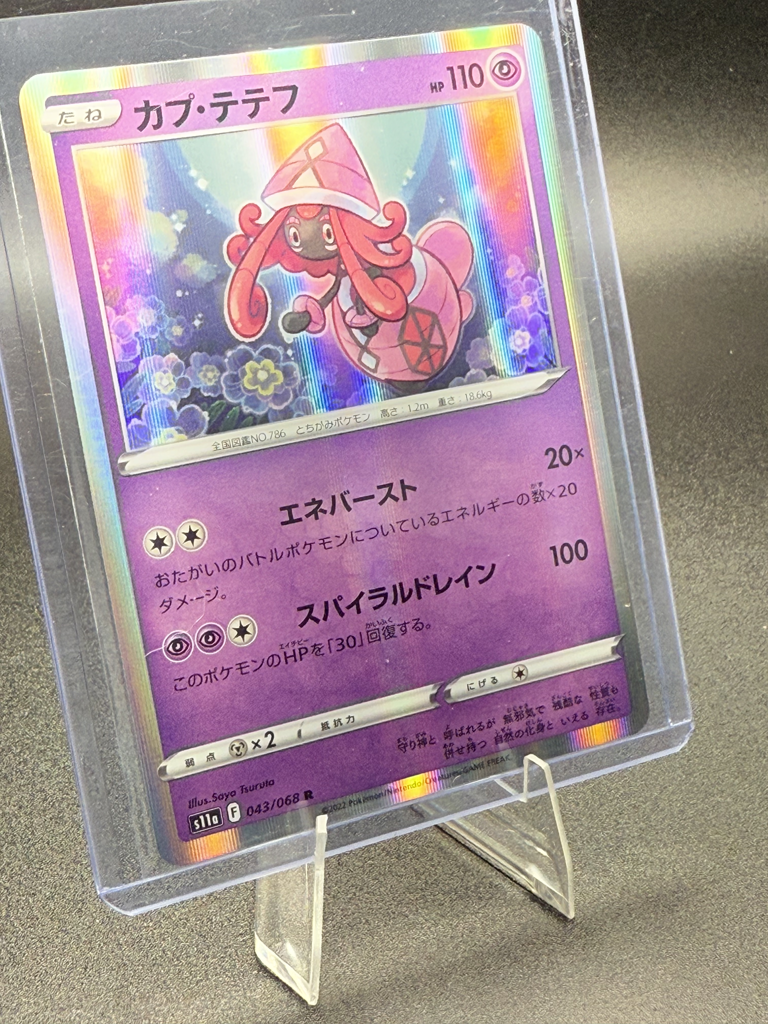 たね カプ・テテフ HP 110
全国図鑑NO.786 とちがみポケモン 高さ:1.2m 重さ:18.6kg
エネバースト 20×
おたがいのバトルポケモンについているエネルギーの数×20
ダメージ。
スパイラルドレイン 100
このポケモンのHPを「30」回復する。
弱点 ×2 抵抗力 にげる
守り神と 呼ばれるが 無邪気で 残酷な 性質も
併せ持つ 自然の化身と いえる 存在。
Illus. Saya Tsuruta
s11a F 043/068 R ©2022 Pokémon/Nintendo/Creatures/GAME FREAK.